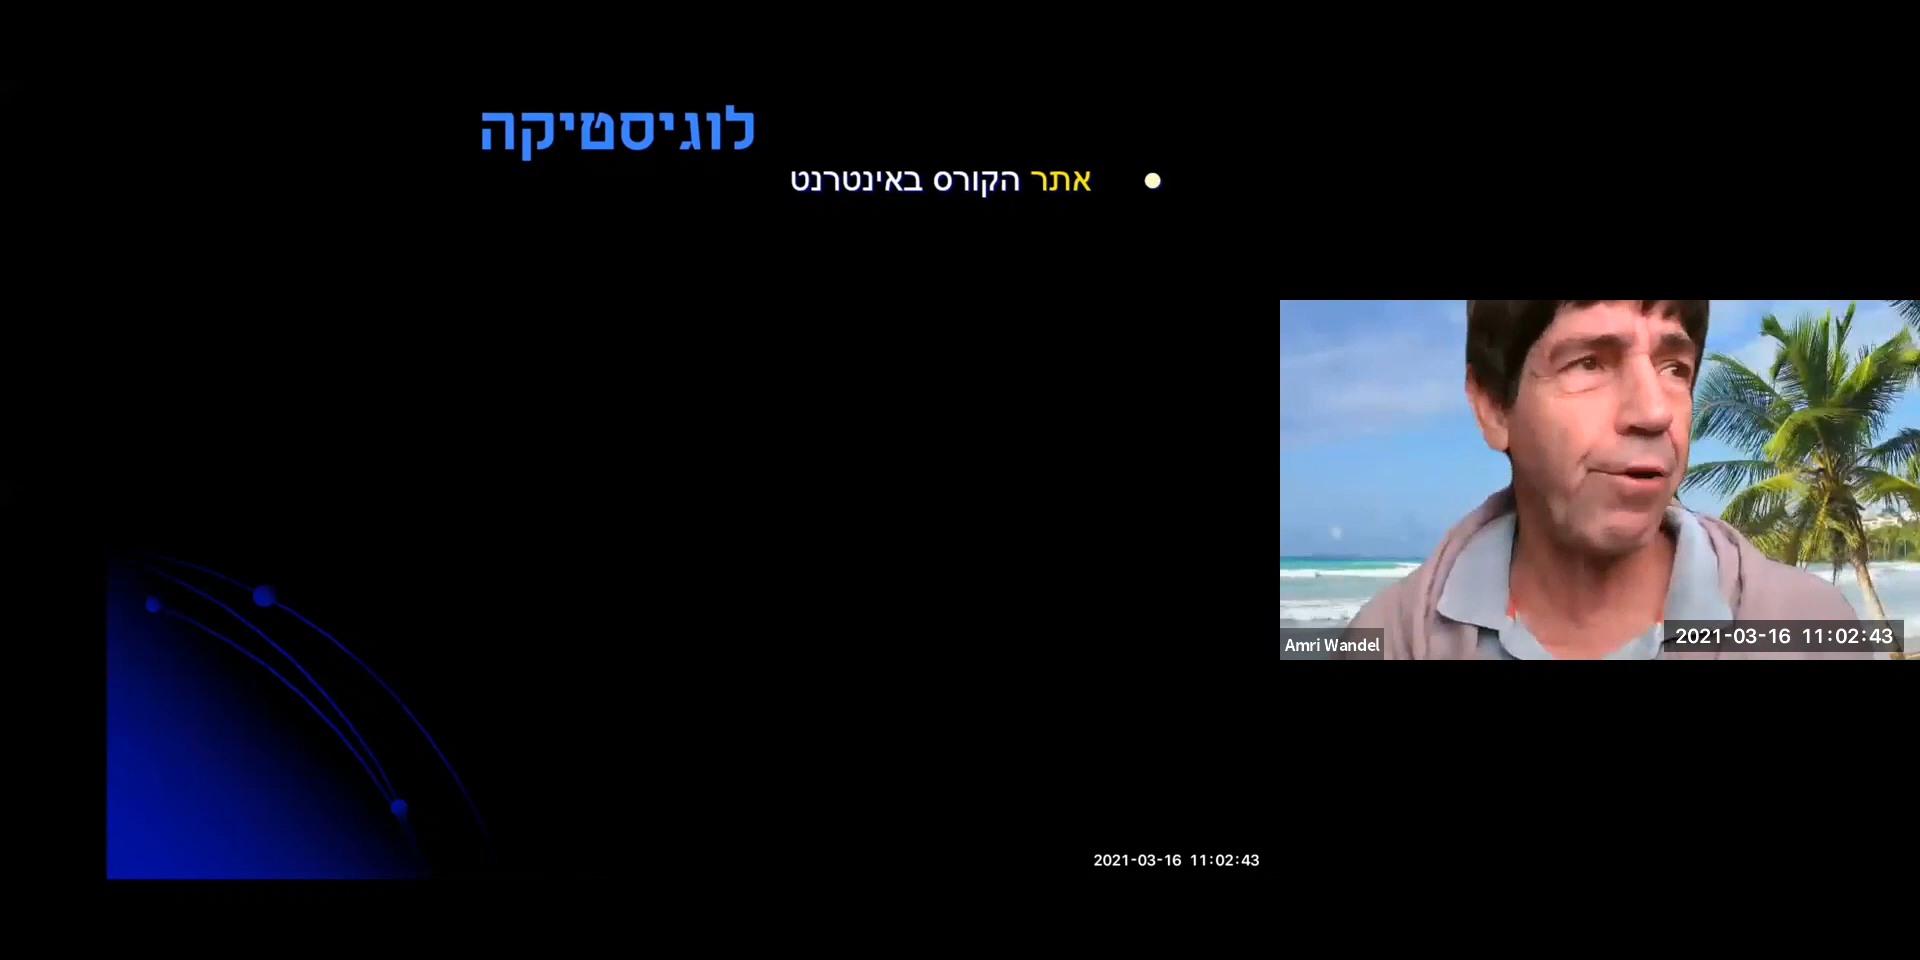 לוגיסטיקה
אתר הקורס באינטרנט
Amri Wandel
2021-03-16 11:02:43
2021-03-16 11:02:43